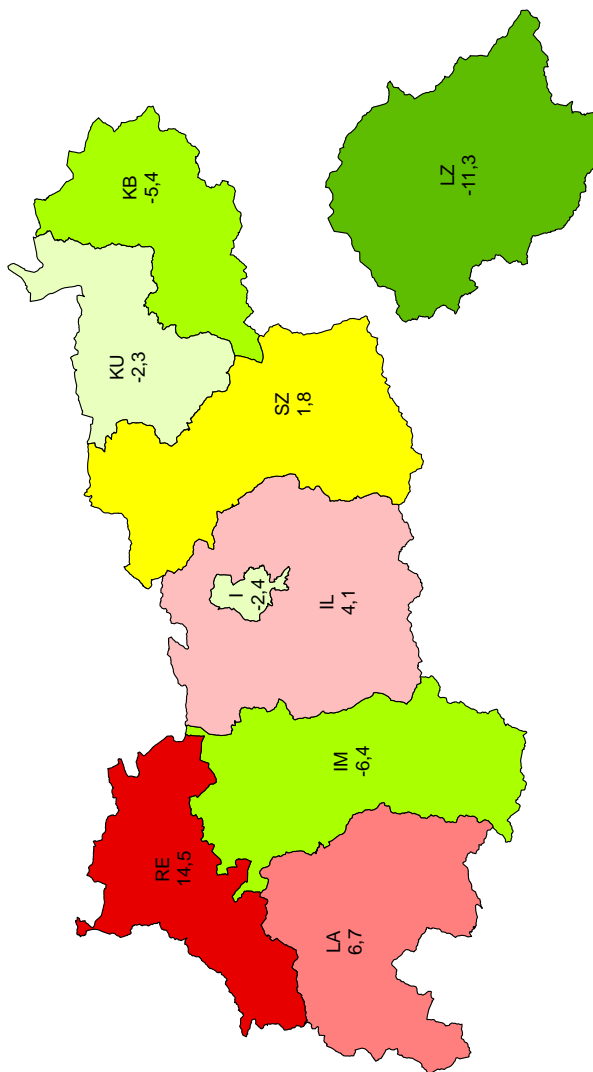 RE
14,5
LA
6,7
IM
-6,4
I
-2,4
IL
4,1
SZ
1,8
KU
-2,3
KB
-5,4
LZ
-11,3